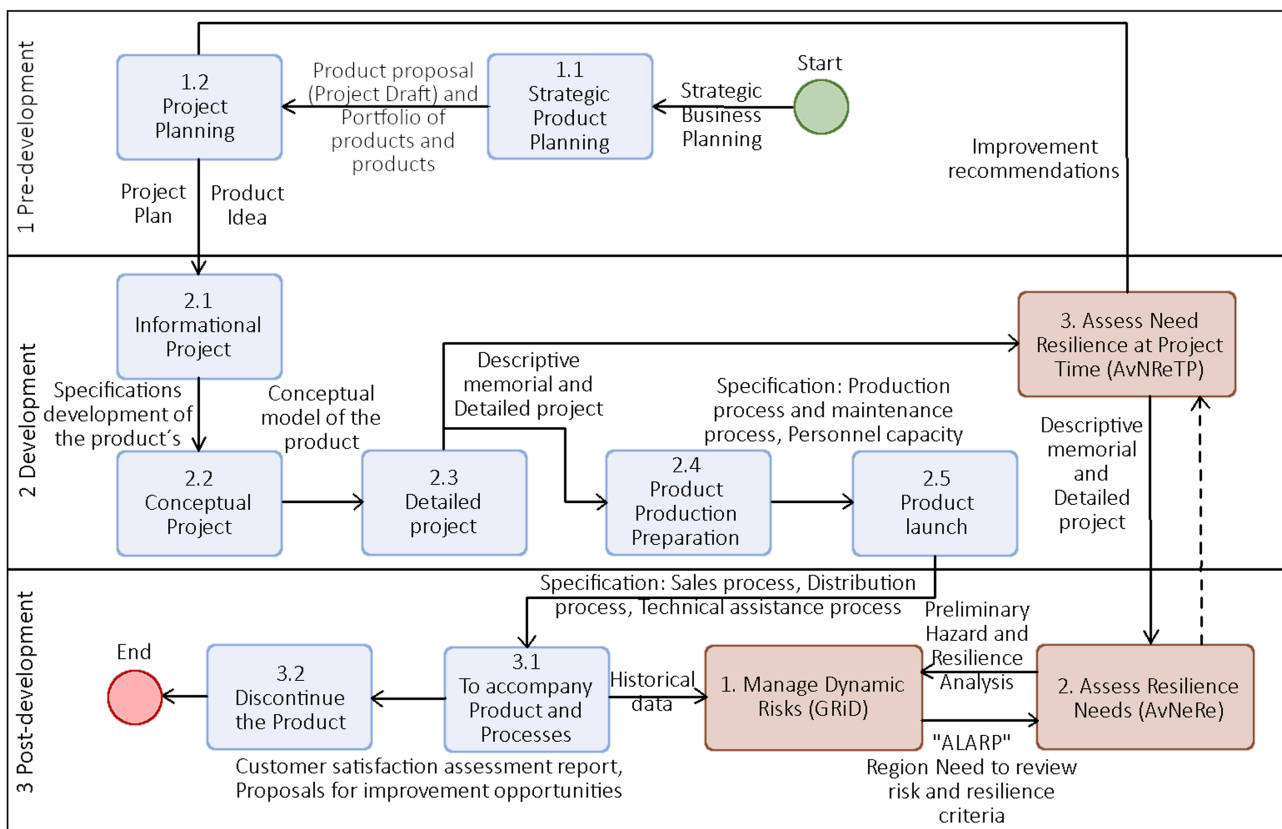 1 Pre-development
1.2
Project
Planning
Product proposal
(Project Draft) and
Portfolio of
products and
products
1.1
Strategic
Product
Planning
Strategic
Business
Planning
Start
Improvement
recommendations
Project
Plan
Product
Idea
2 Development
2.1
Informational
Project
Specifications
development of
the product´s
Conceptual
model of the
product
2.2
Conceptual
Project
2.3
Detailed
project
Descriptive
memorial and
Detailed project
Specification: Production
process and maintenance
process, Personnel capacity
2.4
Product
Production
Preparation
2.5
Product
launch
3. Assess Need
Resilience at Project
Time (AvNReTP)
Descriptive
memorial
and
Detailed
project
3 Post-development
Specification: Sales process, Distribution
process, Technical assistance process
End
3.2
Discontinue
the Product
3.1
To accompany
Product and
Processes
Historical
data
1. Manage Dynamic
Risks (GRiD)
Preliminary
Hazard and
Resilience
Analysis
2. Assess Resilience
Needs (AvNeRe)
Customer satisfaction assessment report,
Proposals for improvement opportunities
"ALARP"
Region Need to review
risk and resilience
criteria